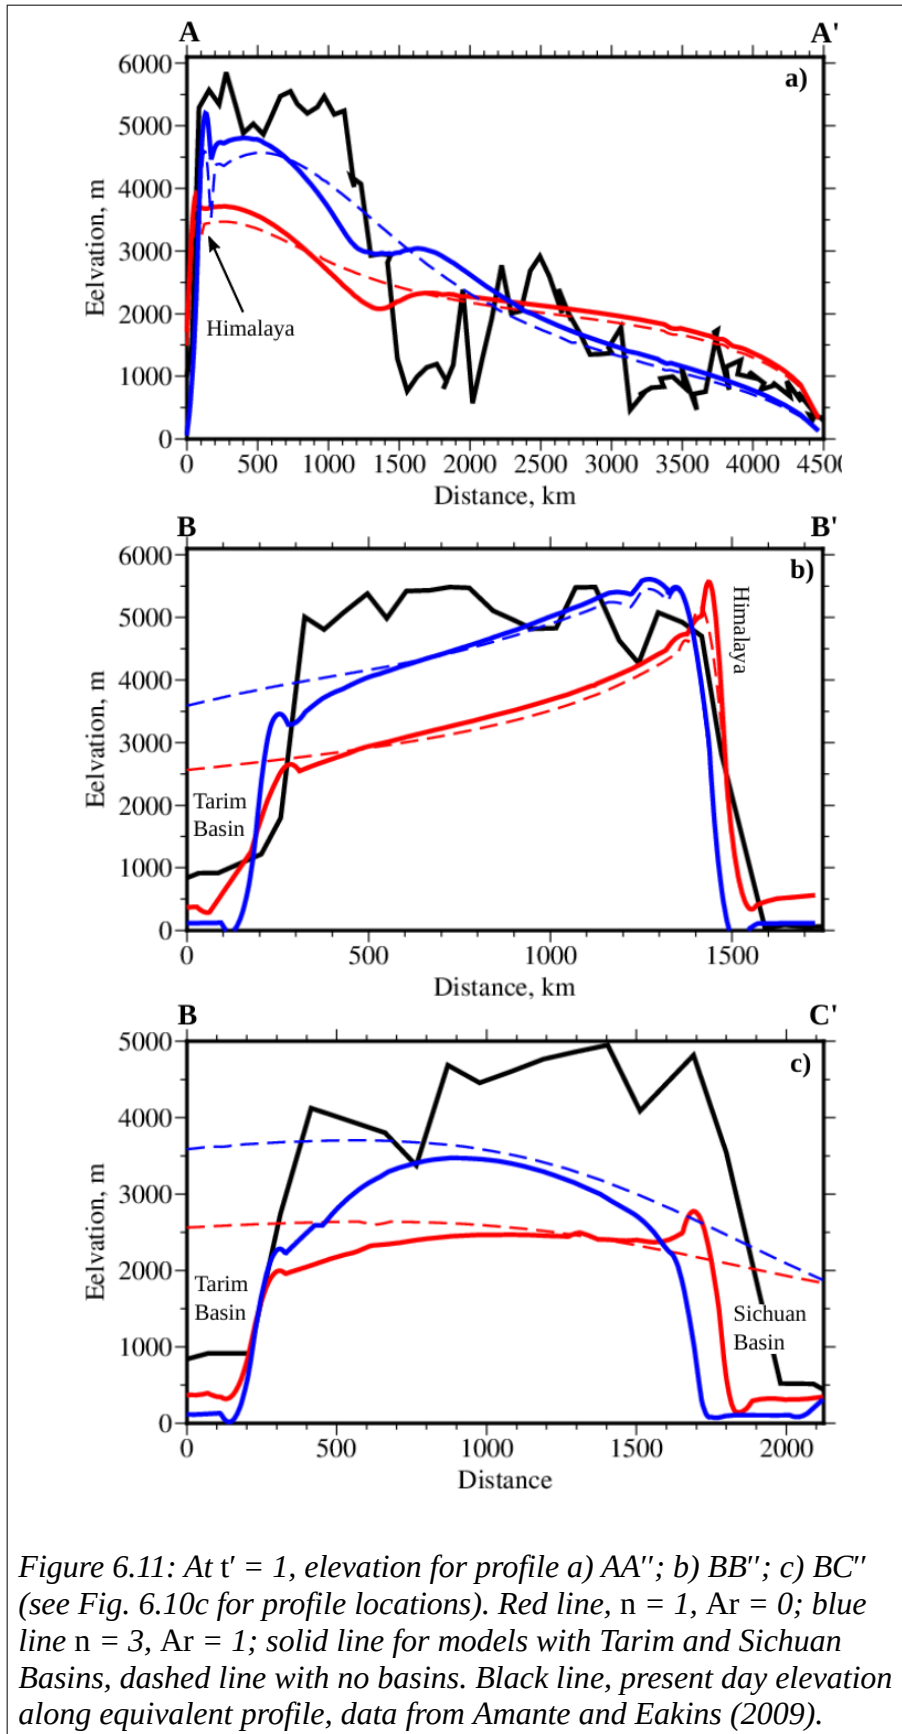 A A'
a)
6000
5000
4000
3000
2000
1000
0
Eelvation, m
Himalaya
0 500 1000 1500 2000 2500 3000 3500 4000 450
Distance, km
B B'
b)
6000
5000
4000
3000
2000
1000
0
Eelvation, m
Himalaya
Tarim
Basin
0 500 1000 1500
Distance, km
B C'
c)
5000
4000
3000
2000
1000
0
Eelvation, m
Tarim
Basin
Sichuan
Basin
0 500 1000 1500 2000
Distance
Figure 6.11: At t′ = 1, elevation for profile a) AA''; b) BB''; c) BC''
(see Fig. 6.10c for profile locations). Red line, n = 1, Ar = 0; blue
line n = 3, Ar = 1; solid line for models with Tarim and Sichuan
Basins, dashed line with no basins. Black line, present day elevation
along equivalent profile, data from Amante and Eakins (2009).